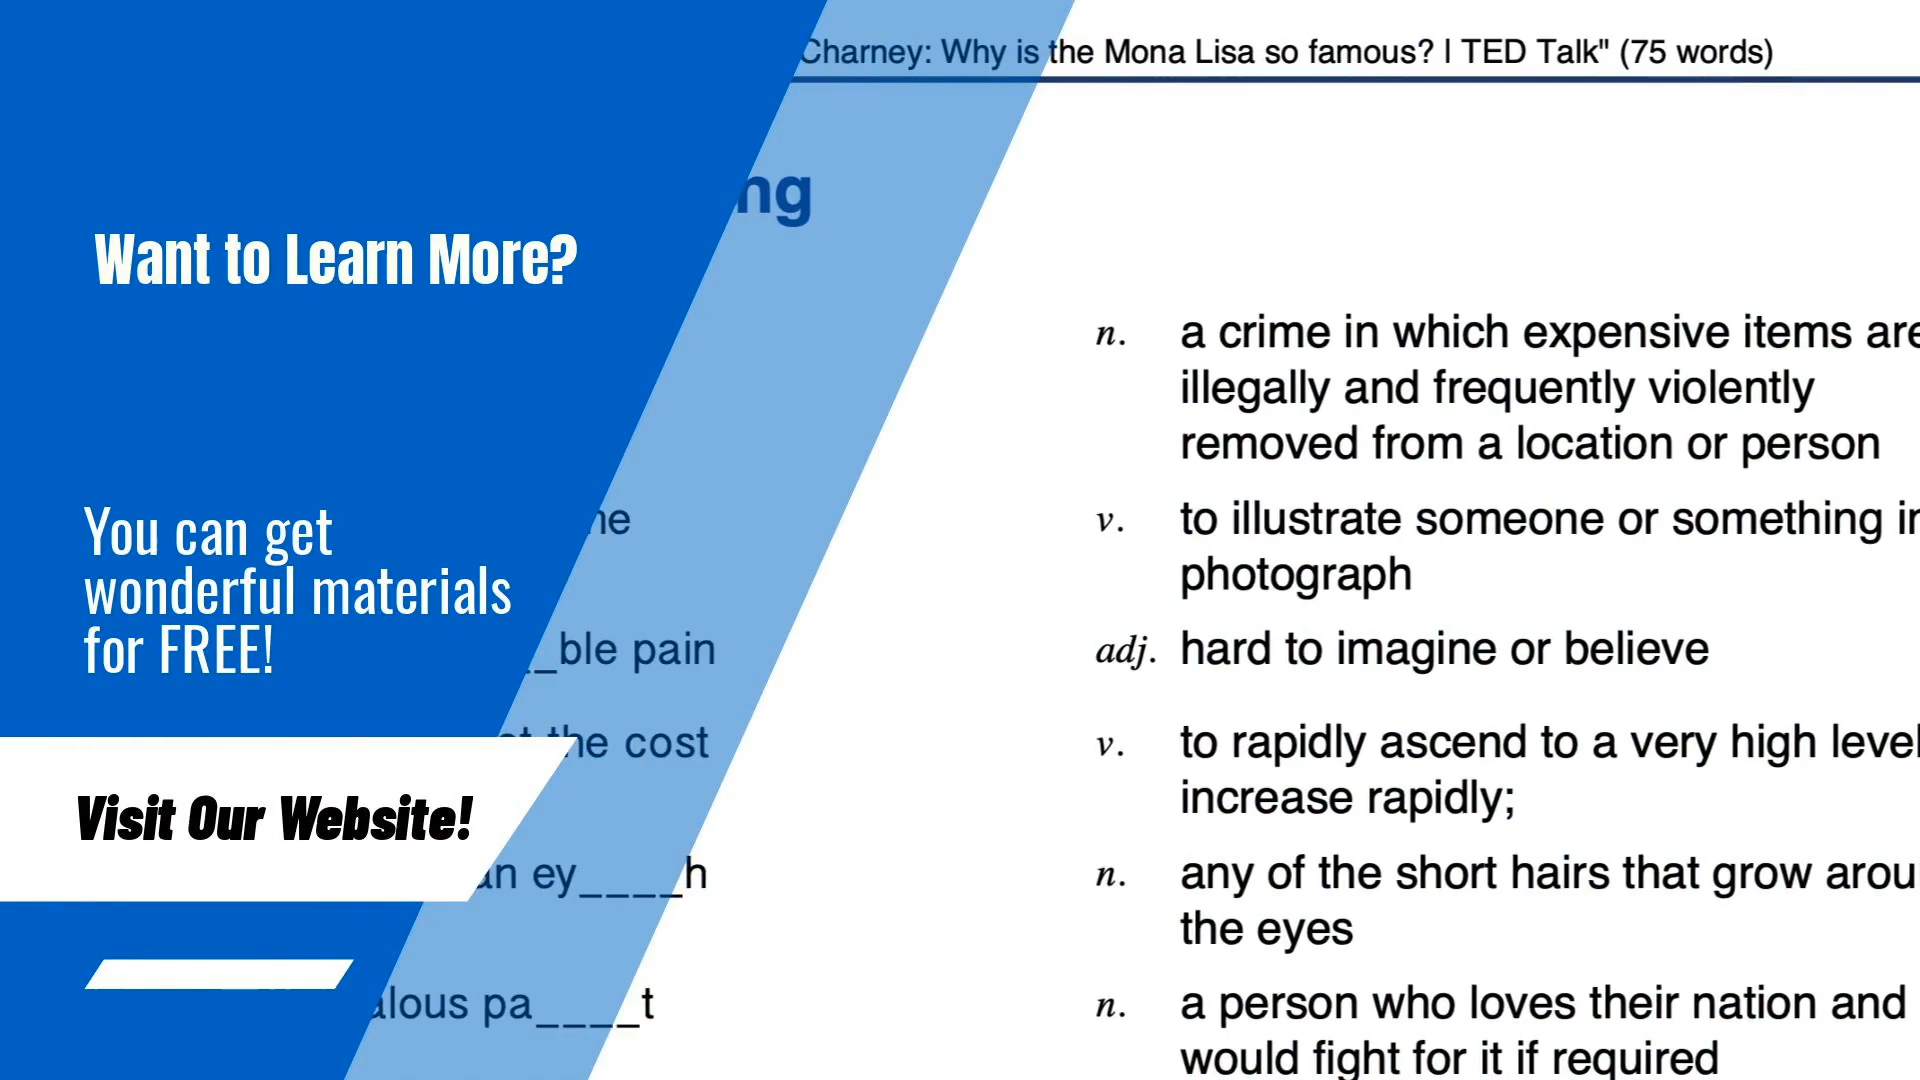 Charney: Why is the Mona Lisa so famous? | TED Talk" (75 words)
ng
Want to Learn More?
You can get
wonderful materials
for FREE!
Visit Our Website!
n. a crime in which expensive items are
illegally and frequently violently
removed from a location or person
v. to illustrate someone or something in
photograph
_ble pain adj. hard to imagine or believe
the cost v. to rapidly ascend to a very high level
increase rapidly;
an ey____h n. any of the short hairs that grow arou
the eyes
alous pa____t n. a person who loves their nation and
would fight for it if required